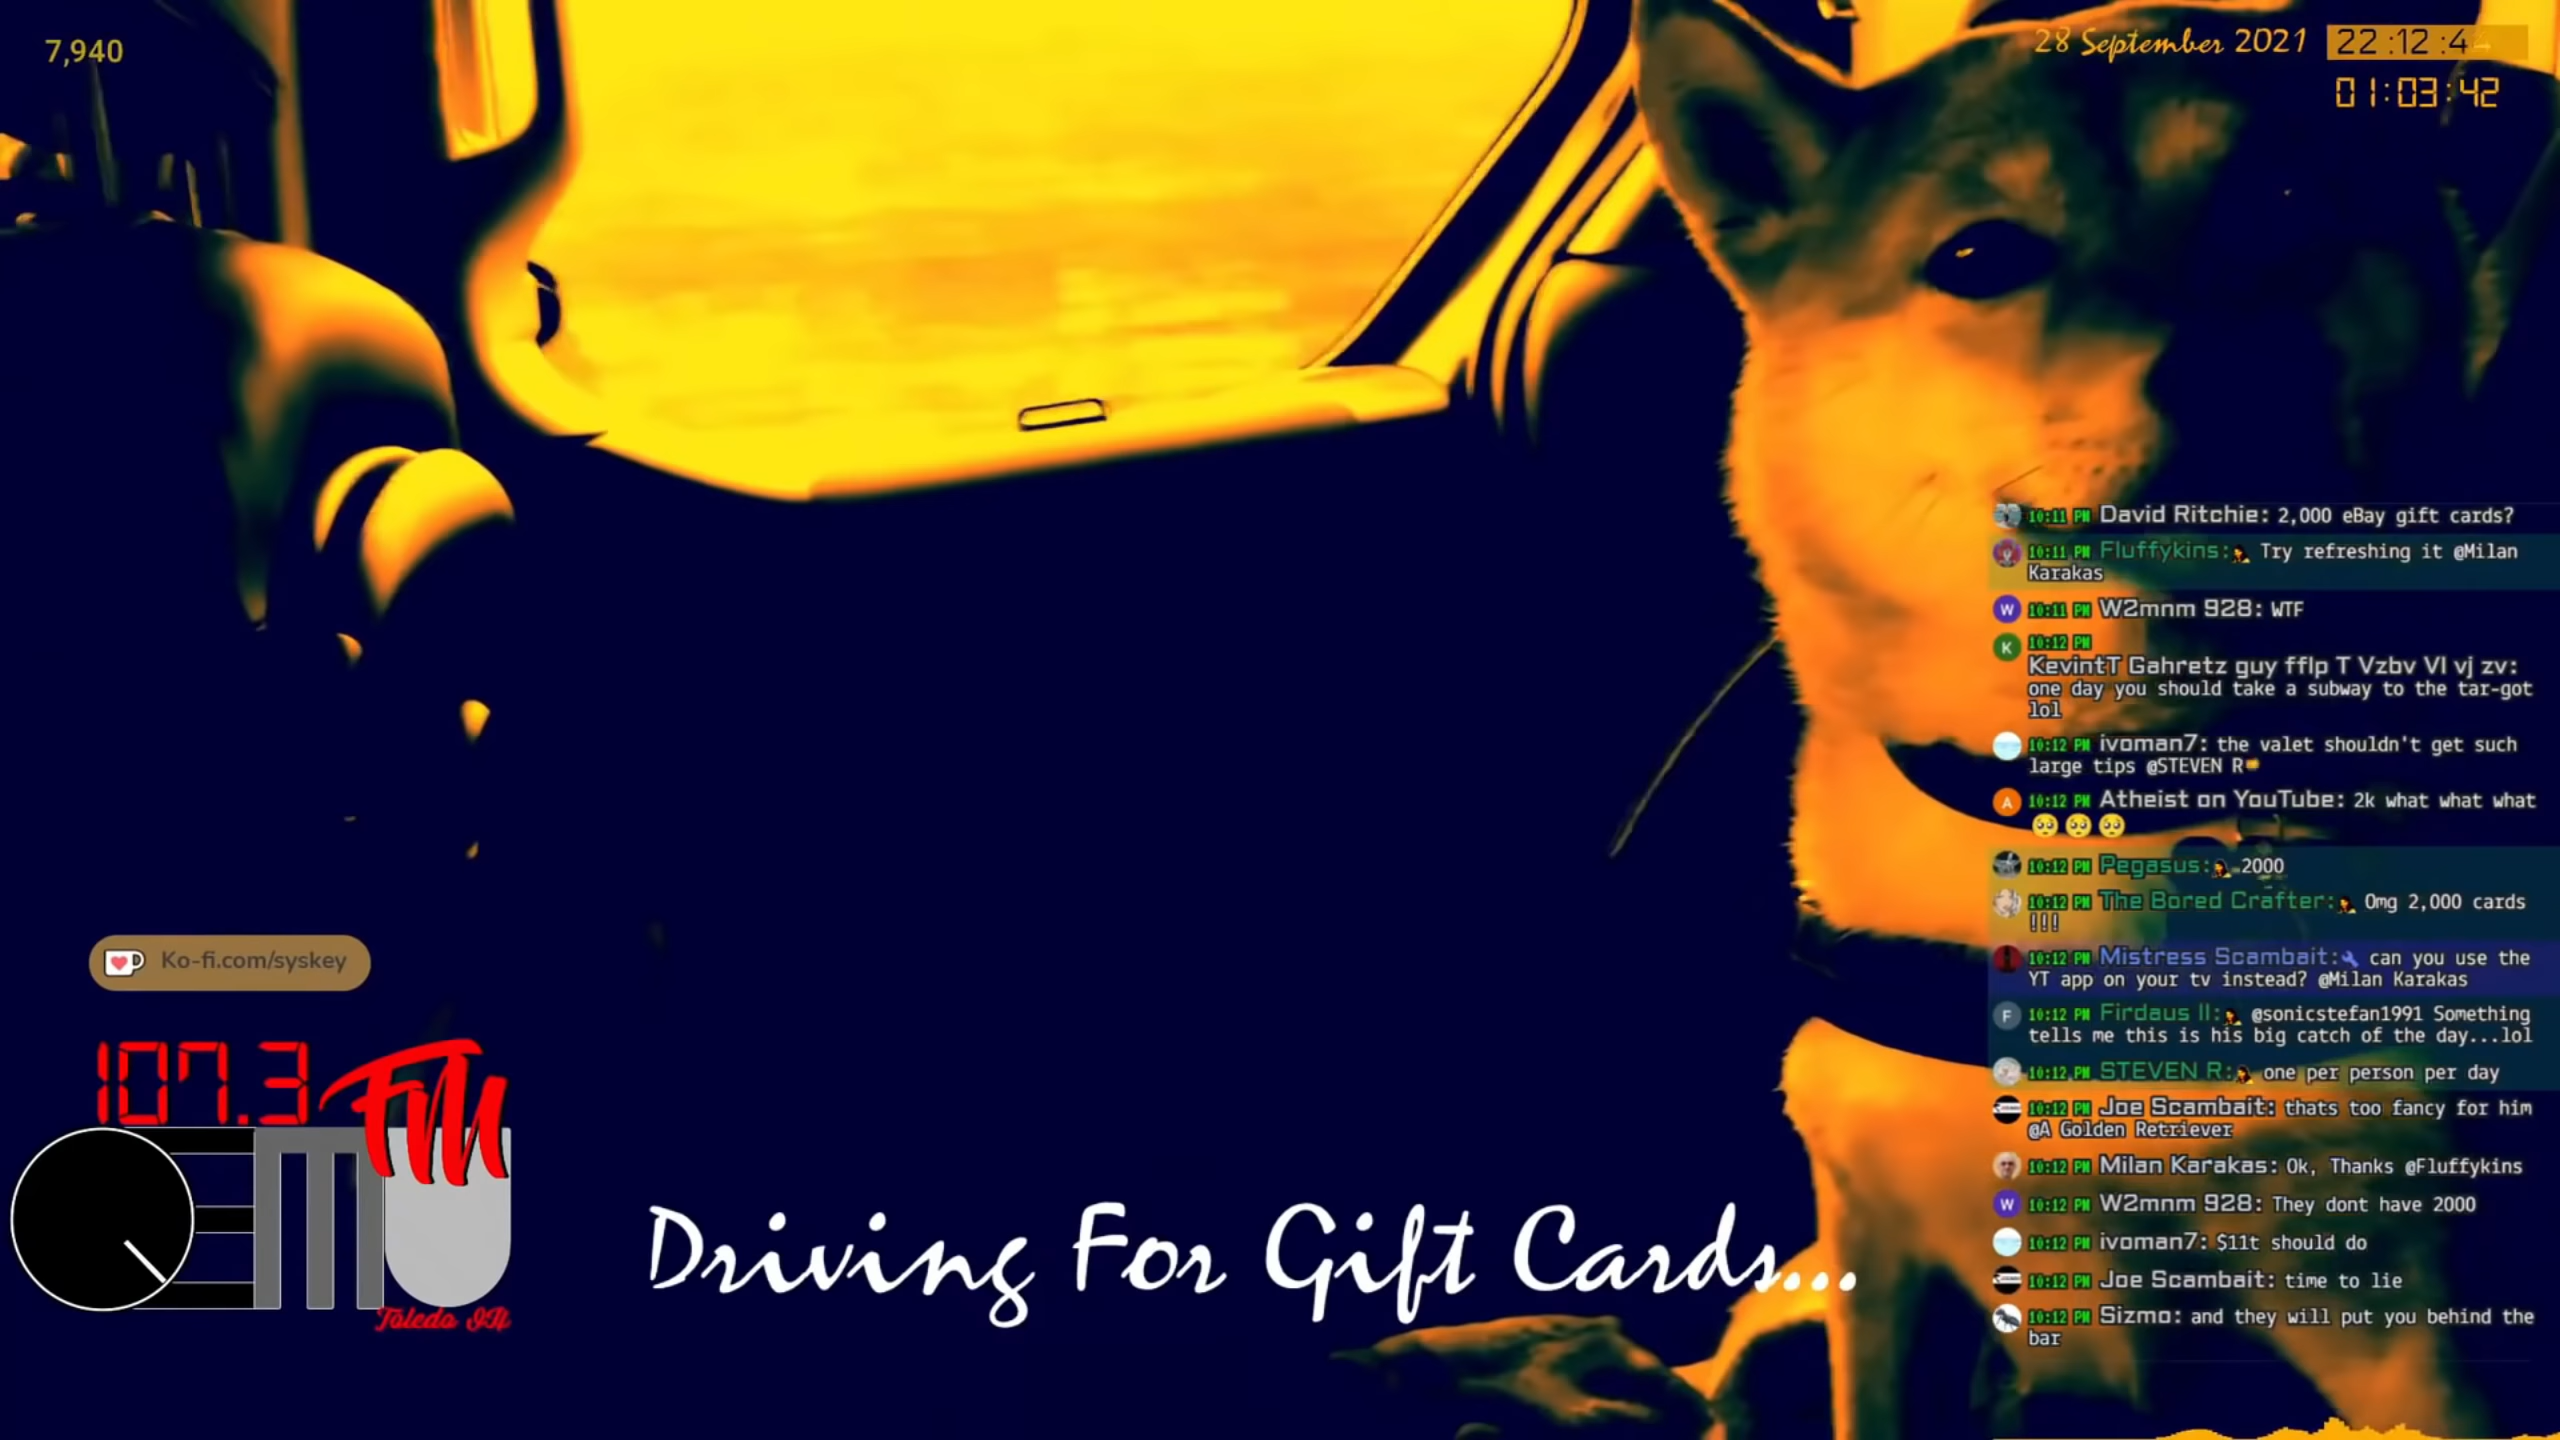 7,940
28 September 2021
22:12:4
01:03:42
10:11 PM David Ritchie: 2,000 eBay gift cards?
10:11 PM Fluffykins: Try refreshing it @Milan
Karakas
W 10:11 PM W2mnm 928: WTF
K 10:12 PM
KevintT Gahretz guy fflp T Vzbv Vl vj zv:
one day you should take a subway to the tar-got
lol
10:12 PM ivoman7: the valet shouldn't get such
large tips @STEVEN R
A 10:12 PM Atheist on YouTube: 2k what what what
🥺 🥺 🥺
10:12 PM Pegasus: 2000
10:12 PM The Bored Crafter: Omg 2,000 cards
!!!
10:12 PM Mistress Scambait: can you use the
YT app on your tv instead? @Milan Karakas
F 10:12 PM Firdaus II: @sonicstefan1991 Something
tells me this is his big catch of the day...lol
10:12 PM STEVEN R: one per person per day
10:12 PM Joe Scambait: thats too fancy for him
@A Golden Retriever
10:12 PM Milan Karakas: Ok, Thanks @Fluffykins
W 10:12 PM W2mnm 928: They dont have 2000
10:12 PM ivoman7: $11t should do
10:12 PM Joe Scambait: time to lie
10:12 PM Sizmo: and they will put you behind the
bar
Ko-fi.com/syskey
107.3 FM
QEMU
Toledo IN
Driving For Gift Cards...